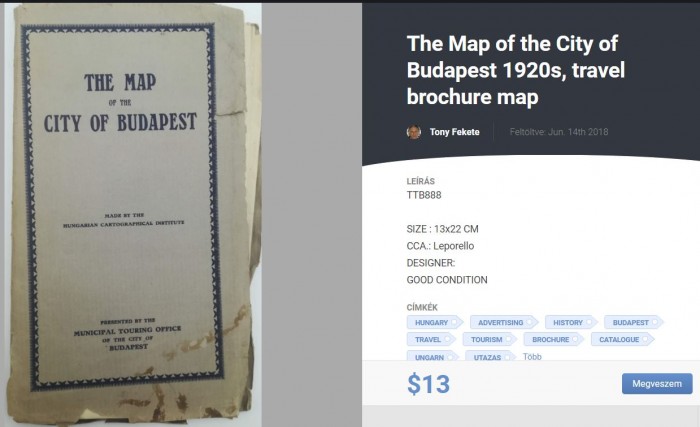 THE MAP
OF THE
CITY OF BUDAPEST
MADE BY THE
HUNGARIAN CARTOGRAPHICAL INSTITUTE
PRESENTED BY THE
MUNICIPAL TOURING OFFICE
OF THE CITY OF
BUDAPEST
The Map of the City of
Budapest 1920s, travel
brochure map
Tony Fekete
Feltöltve: Jun. 14th 2018
LEÍRÁS
TTB888
SIZE : 13x22 CM
CCA.: Leporello
DESIGNER:
GOOD CONDITION
CÍMKÉK
HUNGARY ADVERTISING HISTORY BUDAPEST
TRAVEL TOURISM BROCHURE CATALOGUE
UNGARN UTAZAS Több
$13 Megveszem